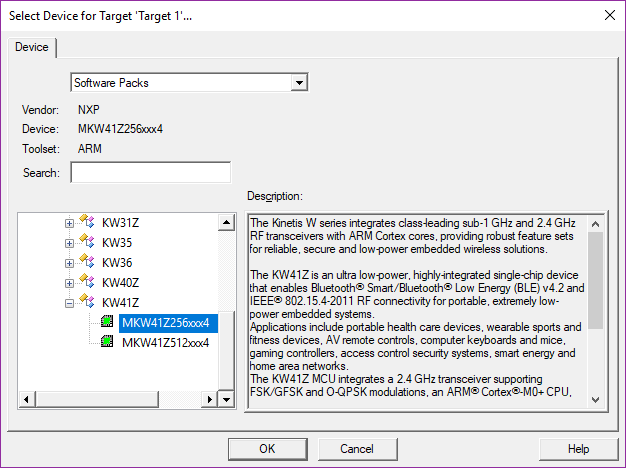 Select Device for Target 'Target 1'...
Device
Software Packs
Vendor: NXP
Device: MKW41Z256xxx4
Toolset: ARM
Search:
Description:
KW31Z
KW35
KW36
KW40Z
KW41Z
MKW41Z256xxx4
MKW41Z512xxx4
The Kinetis W series integrates class-leading sub-1 GHz and 2.4 GHz
RF transceivers with ARM Cortex cores, providing robust feature sets
for reliable, secure and low-power embedded wireless solutions.
The KW41Z is an ultra low-power, highly-integrated single-chip device
that enables Bluetooth® Smart/Bluetooth® Low Energy (BLE) v4.2 and
IEEE® 802.15.4-2011 RF connectivity for portable, extremely low-
power embedded systems.
Applications include portable health care devices, wearable sports and
fitness devices, AV remote controls, computer keyboards and mice,
gaming controllers, access control security systems, smart energy and
home area networks.
The KW41Z MCU integrates a 2.4 GHz transceiver supporting
FSK/GFSK and O-QPSK modulations, an ARM® Cortex®-M0+ CPU,
OK
Cancel
Help